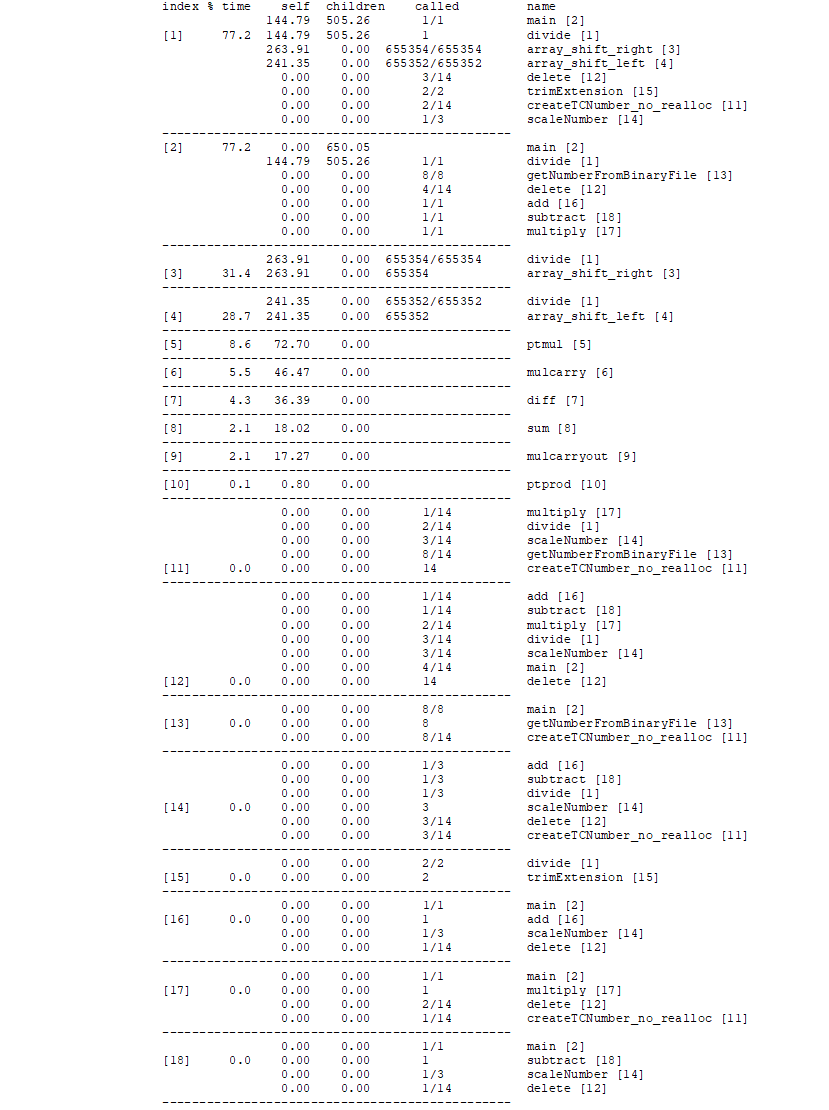 index % time    self  children    called     name
              144.79  505.26       1/1           main [2]
[1]     77.2  144.79  505.26       1         divide [1]
              263.91    0.00  655354/655354      array_shift_right [3]
              241.35    0.00  655352/655352      array_shift_left [4]
                0.00    0.00       3/14          delete [12]
                0.00    0.00       2/2           trimExtension [15]
                0.00    0.00       2/14          createTCNumber_no_realloc [11]
                0.00    0.00       1/3           scaleNumber [14]
-----------------------------------------------
[2]     77.2    0.00  650.05                 main [2]
              144.79  505.26       1/1           divide [1]
                0.00    0.00       8/8           getNumberFromBinaryFile [13]
                0.00    0.00       4/14          delete [12]
                0.00    0.00       1/1           add [16]
                0.00    0.00       1/1           subtract [18]
                0.00    0.00       1/1           multiply [17]
-----------------------------------------------
              263.91    0.00  655354/655354      divide [1]
[3]     31.4  263.91    0.00  655354         array_shift_right [3]
-----------------------------------------------
              241.35    0.00  655352/655352      divide [1]
[4]     28.7  241.35    0.00  655352         array_shift_left [4]
-----------------------------------------------
[5]      8.6   72.70    0.00                 ptmul [5]
-----------------------------------------------
[6]      5.5   46.47    0.00                 mulcarry [6]
-----------------------------------------------
[7]      4.3   36.39    0.00                 diff [7]
-----------------------------------------------
[8]      2.1   18.02    0.00                 sum [8]
-----------------------------------------------
[9]      2.1   17.27    0.00                 mulcarryout [9]
-----------------------------------------------
[10]     0.1    0.80    0.00                 ptprod [10]
-----------------------------------------------
                0.00    0.00       1/14          multiply [17]
                0.00    0.00       2/14          divide [1]
                0.00    0.00       3/14          scaleNumber [14]
                0.00    0.00       8/14          getNumberFromBinaryFile [13]
[11]     0.0    0.00    0.00       14        createTCNumber_no_realloc [11]
-----------------------------------------------
                0.00    0.00       1/14          add [16]
                0.00    0.00       1/14          subtract [18]
                0.00    0.00       2/14          multiply [17]
                0.00    0.00       3/14          divide [1]
                0.00    0.00       3/14          scaleNumber [14]
                0.00    0.00       4/14          main [2]
[12]     0.0    0.00    0.00       14        delete [12]
-----------------------------------------------
                0.00    0.00       8/8           main [2]
[13]     0.0    0.00    0.00       8         getNumberFromBinaryFile [13]
                0.00    0.00       8/14          createTCNumber_no_realloc [11]
-----------------------------------------------
                0.00    0.00       1/3           add [16]
                0.00    0.00       1/3           subtract [18]
                0.00    0.00       1/3           divide [1]
[14]     0.0    0.00    0.00       3         scaleNumber [14]
                0.00    0.00       3/14          delete [12]
                0.00    0.00       3/14          createTCNumber_no_realloc [11]
-----------------------------------------------
                0.00    0.00       2/2           divide [1]
[15]     0.0    0.00    0.00       2         trimExtension [15]
-----------------------------------------------
                0.00    0.00       1/1           main [2]
[16]     0.0    0.00    0.00       1         add [16]
                0.00    0.00       1/3           scaleNumber [14]
                0.00    0.00       1/14          delete [12]
-----------------------------------------------
                0.00    0.00       1/1           main [2]
[17]     0.0    0.00    0.00       1         multiply [17]
                0.00    0.00       2/14          delete [12]
                0.00    0.00       1/14          createTCNumber_no_realloc [11]
-----------------------------------------------
                0.00    0.00       1/1           main [2]
[18]     0.0    0.00    0.00       1         subtract [18]
                0.00    0.00       1/3           scaleNumber [14]
                0.00    0.00       1/14          delete [12]
-----------------------------------------------